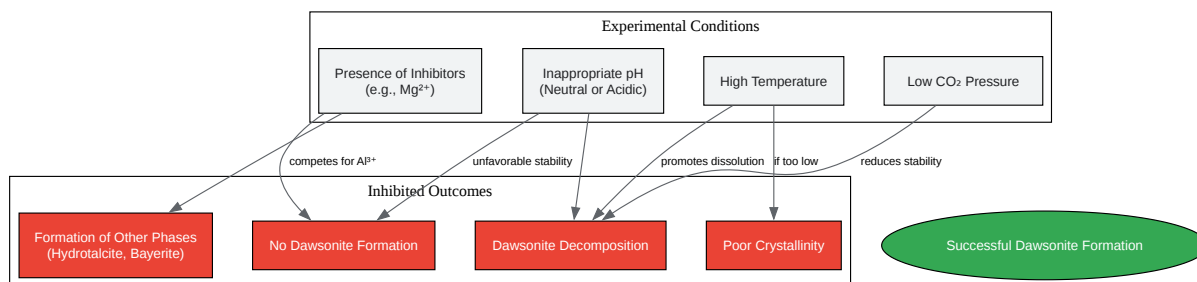 Experimental Conditions
Presence of Inhibitors
(e.g., Mg²⁺)
Inappropriate pH
(Neutral or Acidic)
High Temperature
Low CO₂ Pressure
competes for Al³⁺
unfavorable stability
promotes dissolution
if too low
reduces stability
Inhibited Outcomes
Formation of Other Phases
(Hydrotalcite, Bayerite)
No Dawsonite Formation
Dawsonite Decomposition
Poor Crystallinity
Successful Dawsonite Formation